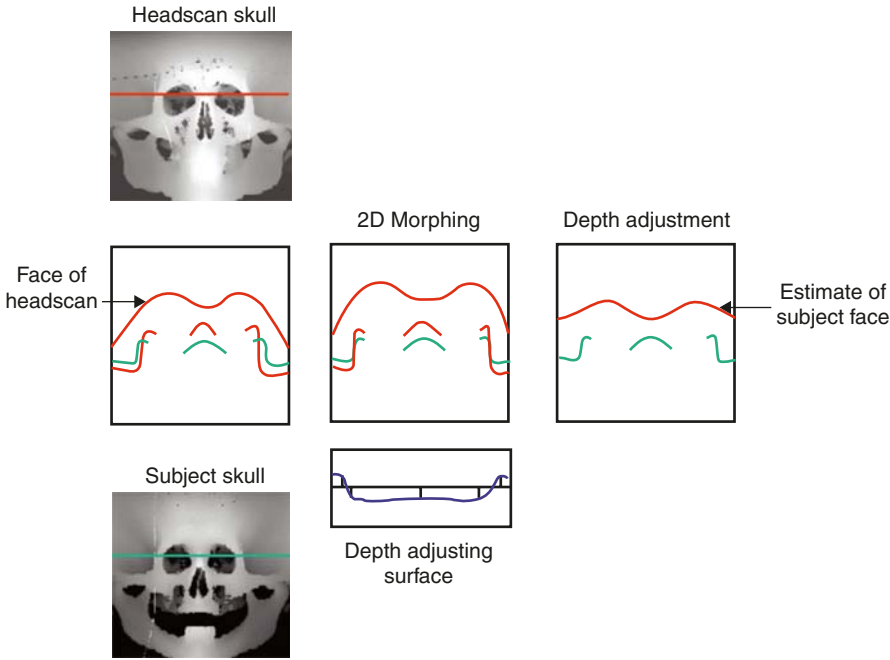 Headscan skull
2D Morphing
Depth adjustment
Face of
headscan
Estimate of
subject face
Subject skull
Depth adjusting
surface